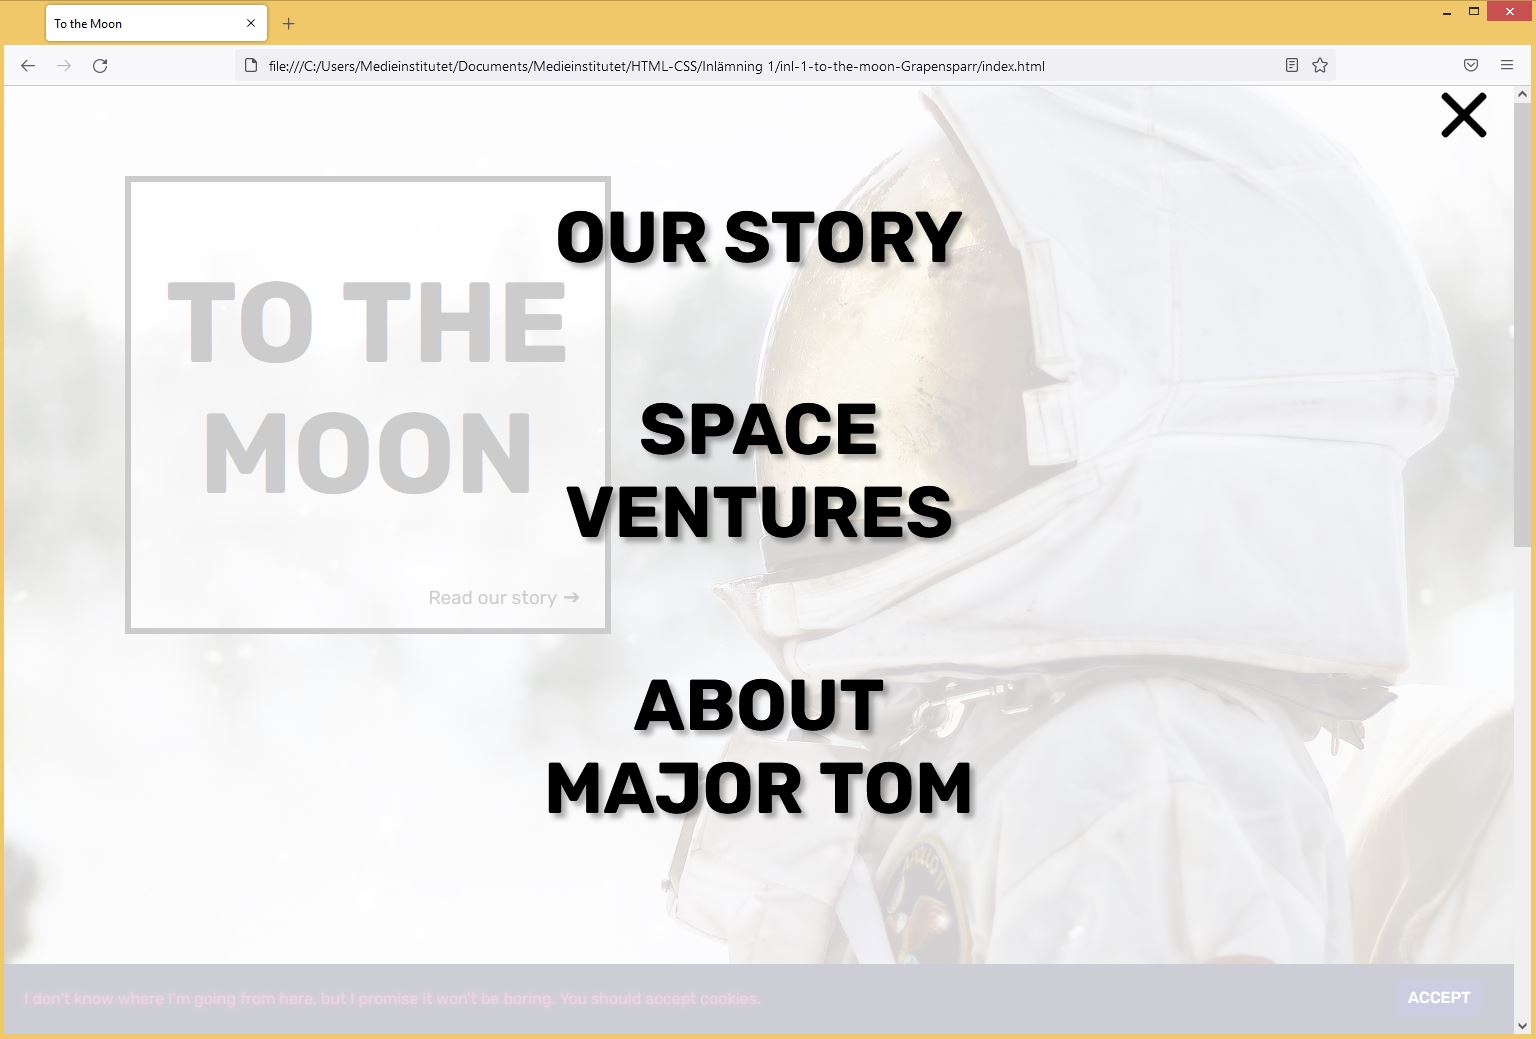 To the Moon
file:///C:/Users/Medieinstitutet/Documents/Medieinstitutet/HTML-CSS/Inlämning 1/inl-1-to-the-moon-Grapensparr/index.html
OUR STORY
TO THE
MOON
Read our story ➔
SPACE
VENTURES
ABOUT
MAJOR TOM
APOLLO 11
I don't know where I'm going from here, but I promise it won't be boring. You should accept cookies.
ACCEPT